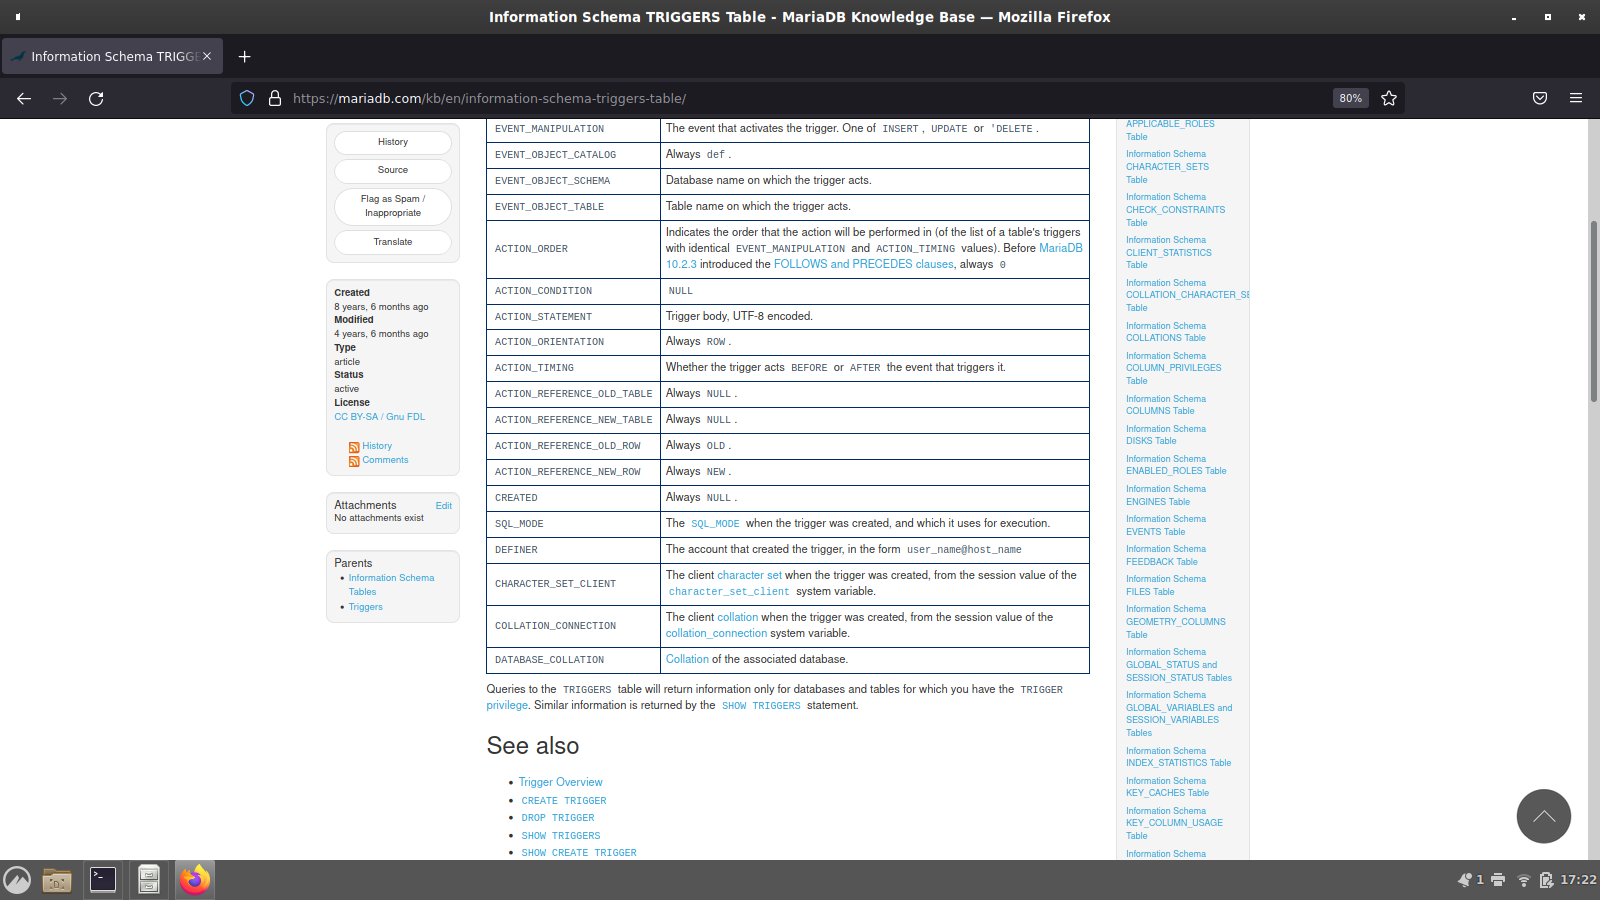 Information Schema TRIGGERS Table - MariaDB Knowledge Base — Mozilla Firefox
Information Schema TRIGGE
https://mariadb.com/kb/en/information-schema-triggers-table/
80%
History
Source
Flag as Spam /
Inappropriate
Translate
Created
8 years, 6 months ago
Modified
4 years, 6 months ago
Type
article
Status
active
License
CC BY-SA / Gnu FDL
History
Comments
Attachments Edit
No attachments exist
Parents
Information Schema
Tables
Triggers
EVENT_MANIPULATION The event that activates the trigger. One of INSERT, UPDATE or 'DELETE.
EVENT_OBJECT_CATALOG Always def.
EVENT_OBJECT_SCHEMA Database name on which the trigger acts.
EVENT_OBJECT_TABLE Table name on which the trigger acts.
ACTION_ORDER Indicates the order that the action will be performed in (of the list of a table's triggers
with identical EVENT_MANIPULATION and ACTION_TIMING values). Before MariaDB
10.2.3 introduced the FOLLOWS and PRECEDES clauses, always 0
ACTION_CONDITION NULL
ACTION_STATEMENT Trigger body, UTF-8 encoded.
ACTION_ORIENTATION Always ROW.
ACTION_TIMING Whether the trigger acts BEFORE or AFTER the event that triggers it.
ACTION_REFERENCE_OLD_TABLE Always NULL.
ACTION_REFERENCE_NEW_TABLE Always NULL.
ACTION_REFERENCE_OLD_ROW Always OLD.
ACTION_REFERENCE_NEW_ROW Always NEW.
CREATED Always NULL.
SQL_MODE The SQL_MODE when the trigger was created, and which it uses for execution.
DEFINER The account that created the trigger, in the form user_name@host_name
CHARACTER_SET_CLIENT The client character set when the trigger was created, from the session value of the
character_set_client system variable.
COLLATION_CONNECTION The client collation when the trigger was created, from the session value of the
collation_connection system variable.
DATABASE_COLLATION Collation of the associated database.
Queries to the TRIGGERS table will return information only for databases and tables for which you have the TRIGGER
privilege. Similar information is returned by the SHOW TRIGGERS statement.
See also
Trigger Overview
CREATE TRIGGER
DROP TRIGGER
SHOW TRIGGERS
SHOW CREATE TRIGGER
APPLICABLE_ROLES
Table
Information Schema
CHARACTER_SETS
Table
Information Schema
CHECK_CONSTRAINTS
Table
Information Schema
CLIENT_STATISTICS
Table
Information Schema
COLLATION_CHARACTER_SE
Table
Information Schema
COLLATIONS Table
Information Schema
COLUMN_PRIVILEGES
Table
Information Schema
COLUMNS Table
Information Schema
DISKS Table
Information Schema
ENABLED_ROLES Table
Information Schema
ENGINES Table
Information Schema
EVENTS Table
Information Schema
FEEDBACK Table
Information Schema
FILES Table
Information Schema
GEOMETRY_COLUMNS
Table
Information Schema
GLOBAL_STATUS and
SESSION_STATUS Tables
Information Schema
GLOBAL_VARIABLES and
SESSION_VARIABLES
Tables
Information Schema
INDEX_STATISTICS Table
Information Schema
KEY_CACHES Table
Information Schema
KEY_COLUMN_USAGE
Table
Information Schema
1
17:22